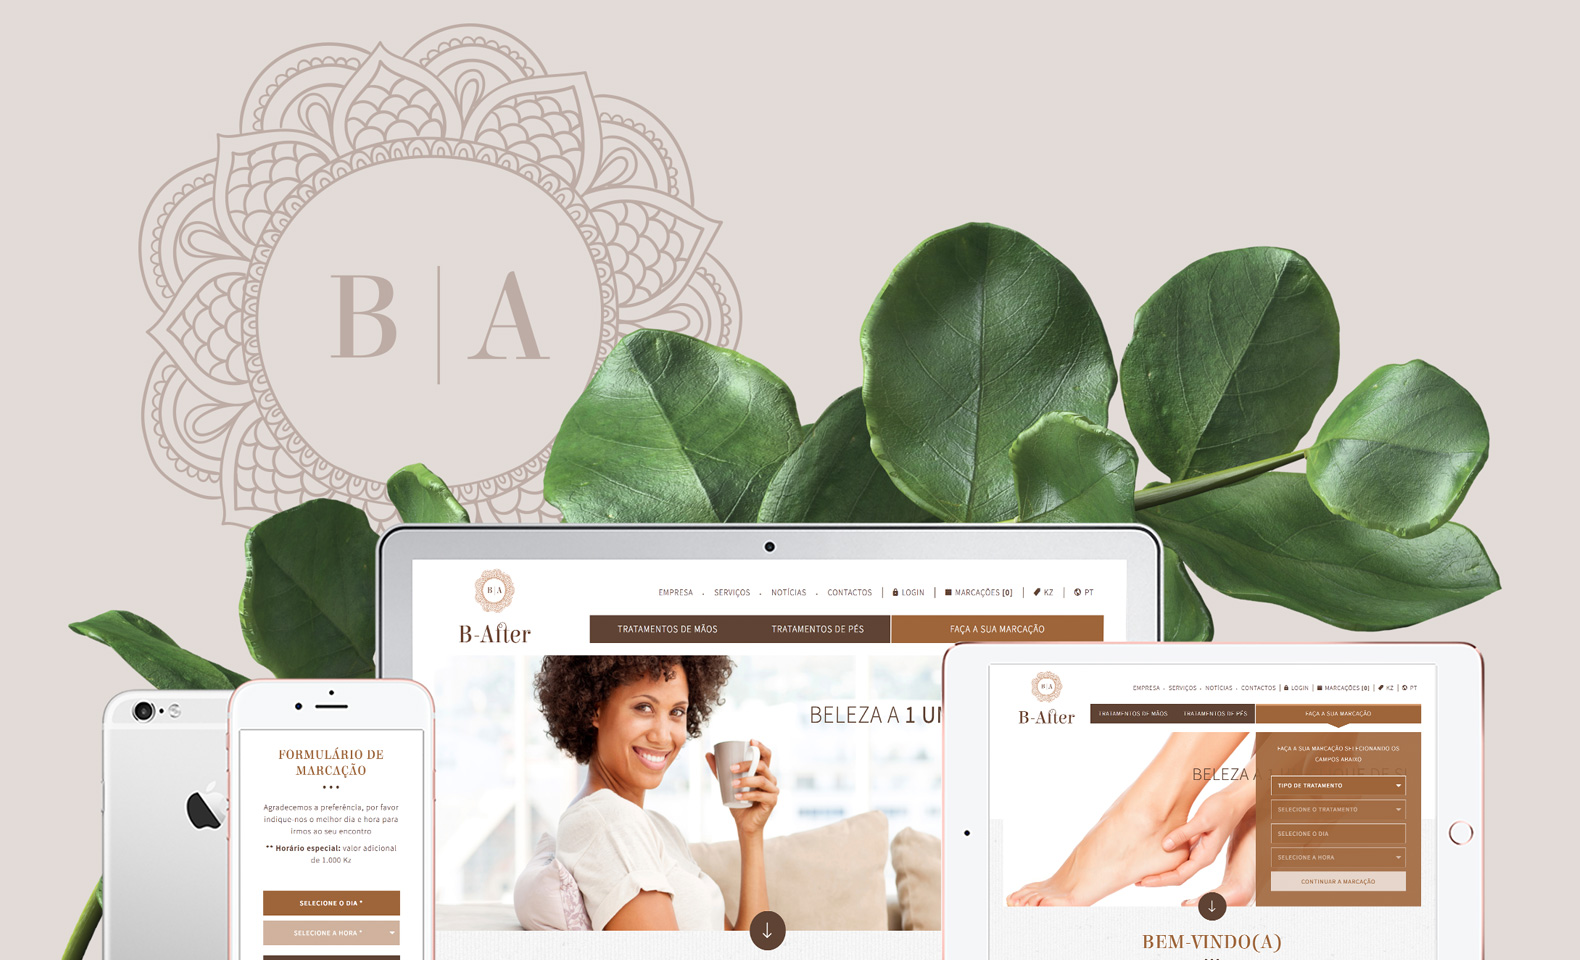 B | A
B|A
B-After
EMPRESA . SERVIÇOS . NOTÍCIAS . CONTACTOS | LOGIN | MARCAÇÕES [0] | KZ | PT
TRATAMENTOS DE MÃOS TRATAMENTOS DE PÉS FAÇA A SUA MARCAÇÃO
BELEZA A 1
FORMULÁRIO DE
MARCAÇÃO
Agradecemos a preferência, por favor
indique-nos o melhor dia e hora para
irmos ao seu encontro
** Horário especial: valor adicional
de 1.000 Kz
SELECIONE O DIA *
SELECIONE A HORA *
B|A
B-After
EMPRESA . SERVIÇOS . NOTÍCIAS . CONTACTOS | LOGIN | MARCAÇÕES [0] | KZ | PT
TRATAMENTOS DE MÃOS TRATAMENTOS DE PÉS FAÇA A SUA MARCAÇÃO
BELEZA A
FAÇA A SUA MARCAÇÃO SELECIONANDO OS
CAMPOS ABAIXO
TIPO DE TRATAMENTO
SELECIONE O TRATAMENTO
SELECIONE O DIA
SELECIONE A HORA
CONTINUAR A MARCAÇÃO
BEM-VINDO(A)